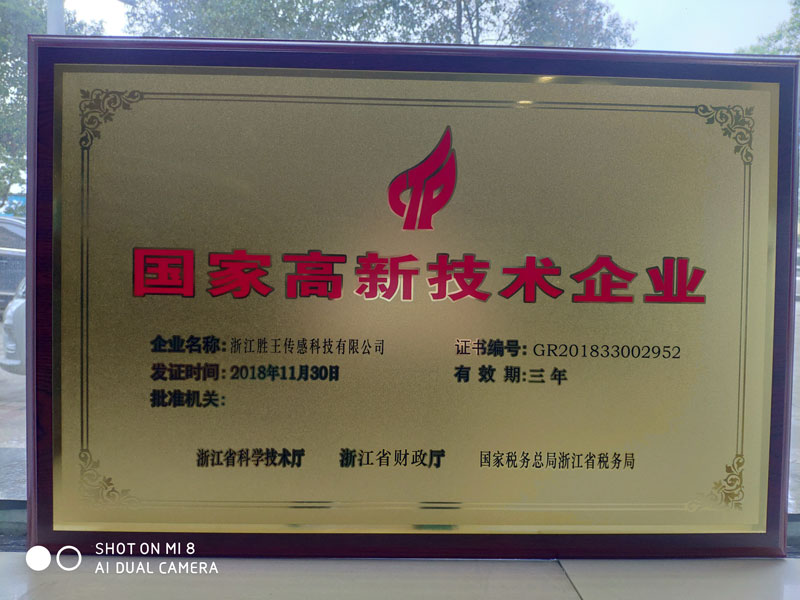 国家高新技术企业
企业名称:浙江胜王传感科技有限公司
证书编号: GR201833002952
发证时间: 2018年11月30日
有 效 期:三 年
批准机关:
浙江省科学技术厅 浙江省财政厅 国家税务总局浙江省税务局
SHOT ON MI 8
AI DUAL CAMERA